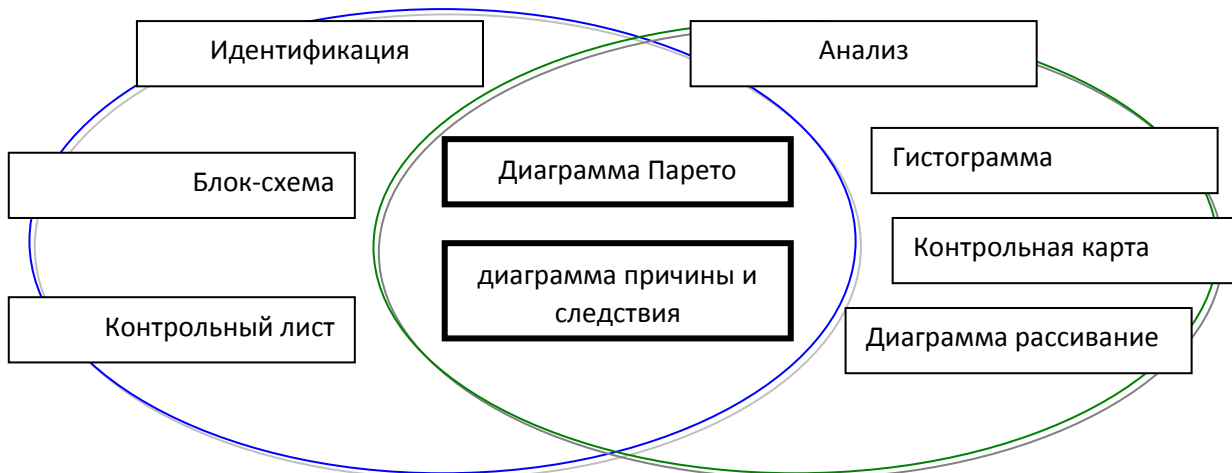 Идентификация
Анализ
Блок-схема
Диаграмма Парето
Гистограмма
Контрольная карта
диаграмма причины и
следствия
Контрольный лист
Диаграмма рассивание